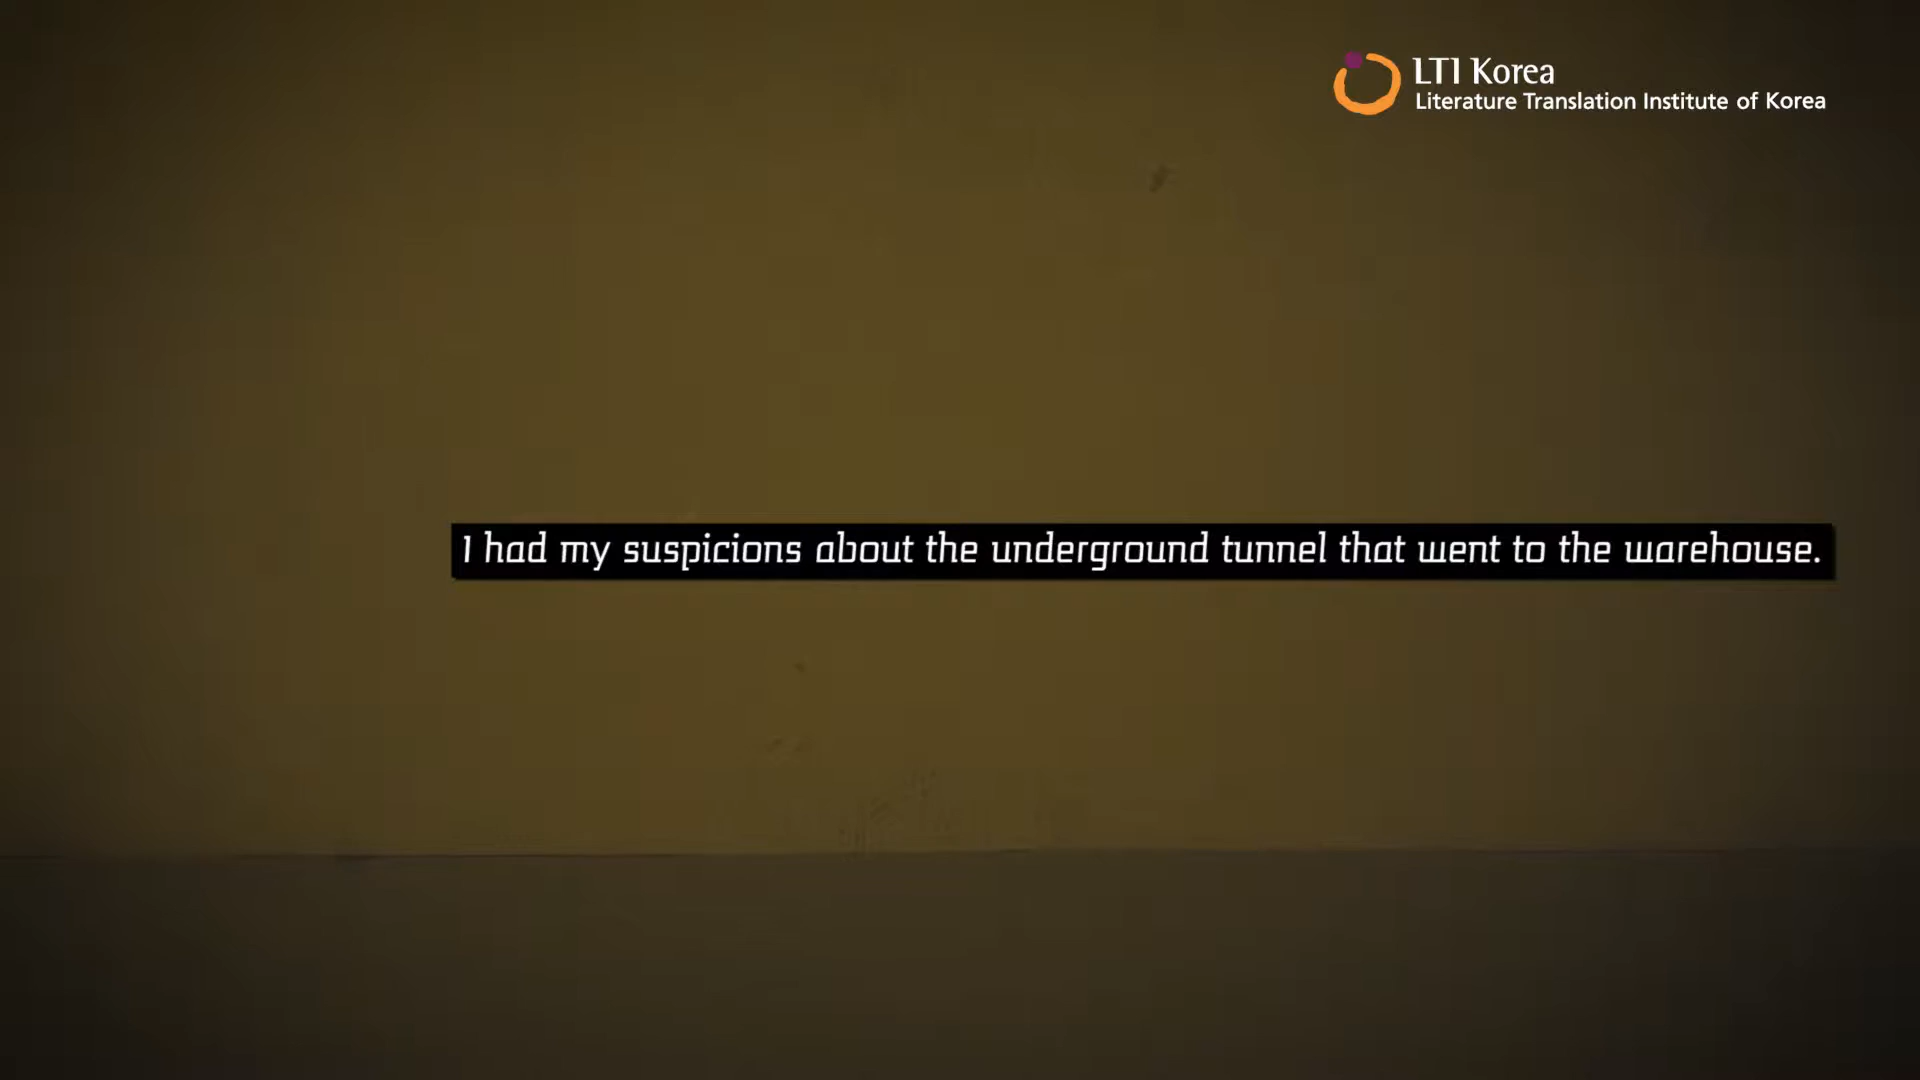 LTI Korea
Literature Translation Institute of Korea
I had my suspicions about the underground tunnel that went to the warehouse.